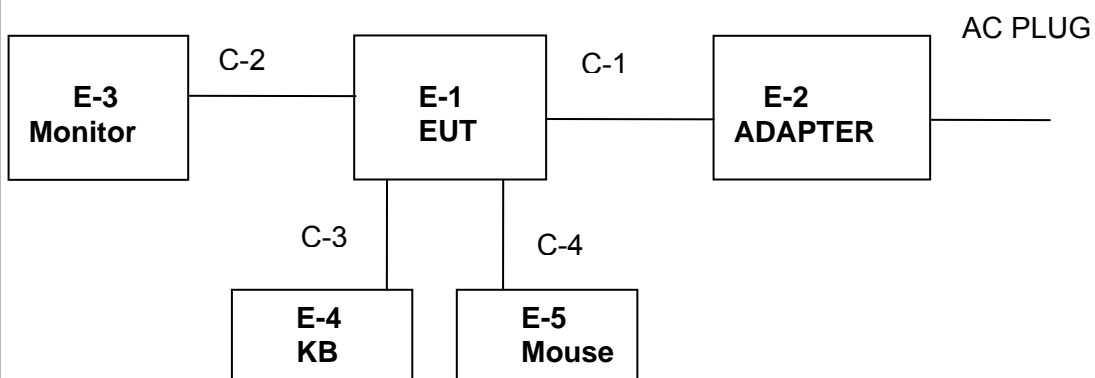 AC PLUG
C-2
C-1
E-3
Monitor
E-1
EUT
E-2
ADAPTER
C-3
C-4
E-4
KB
E-5
Mouse